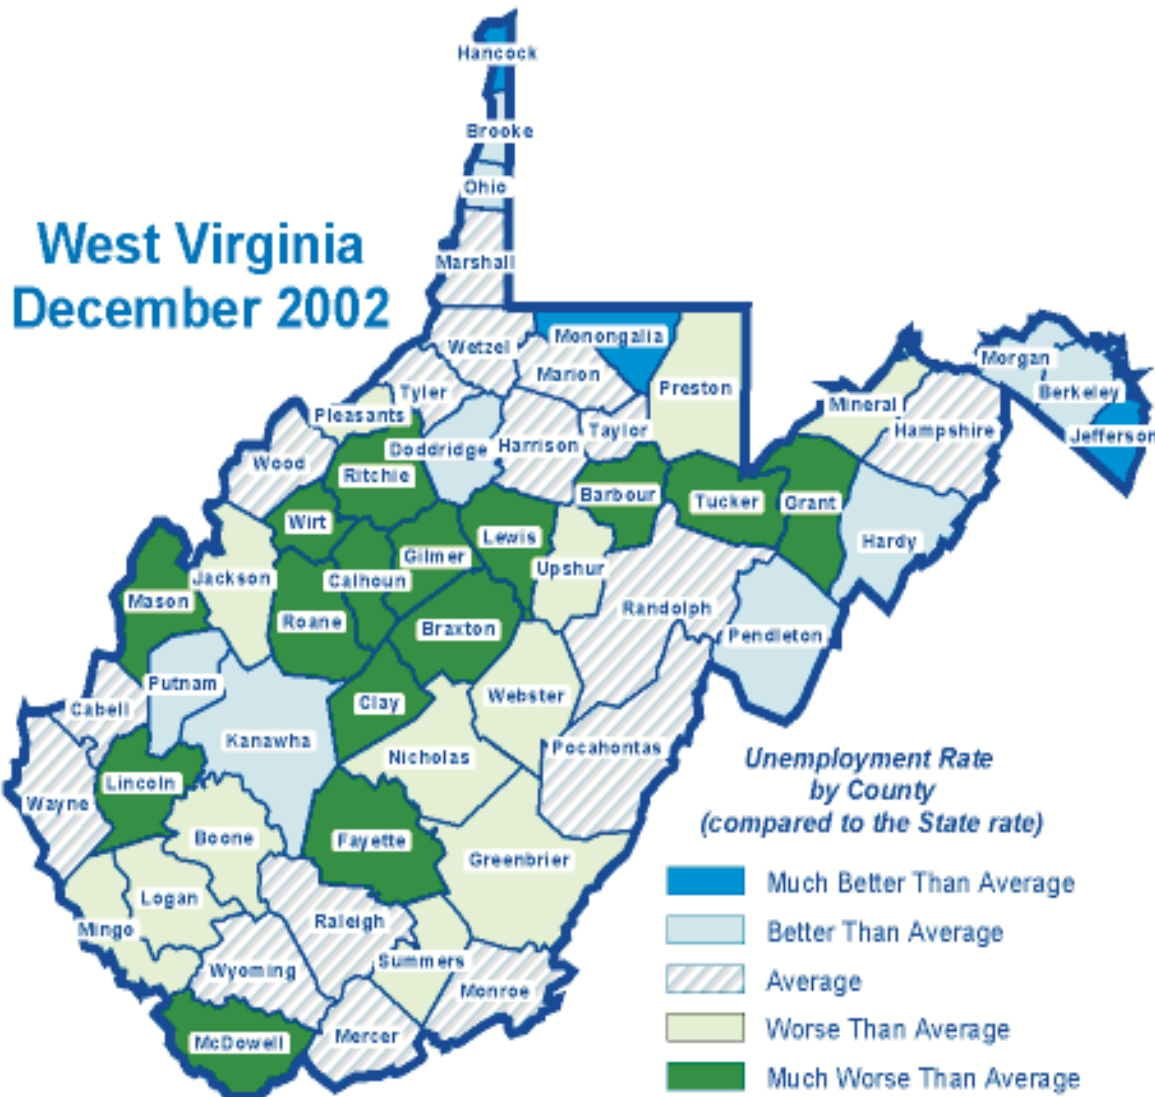 Hancock
Brooke
Ohio
West Virginia
December 2002
Marshall
Monongalia
Wetzel
Marion
Preston
Morgan
Berkeley
Tyler
Pleasants
Mineral
Hampshire
Jefferson
Taylor
Harrison
Doddridge
Wood
Ritchie
Barbour
Tucker
Grant
Wirt
Lewis
Gilmer
Hardy
Upshur
Jackson
Calhoun
Mason
Roane
Braxton
Randolph
Pendleton
Putnam
Cabell
Clay
Webster
Kanawha
Nicholas
Pocahontas
Lincoln
Wayne
Boone
Fayette
Greenbrier
Logan
Mingo
Raleigh
Summers
Wyoming
Monroe
Mercer
McDowell
Unemployment Rate
by County
(compared to the State rate)
Much Better Than Average
Better Than Average
Average
Worse Than Average
Much Worse Than Average